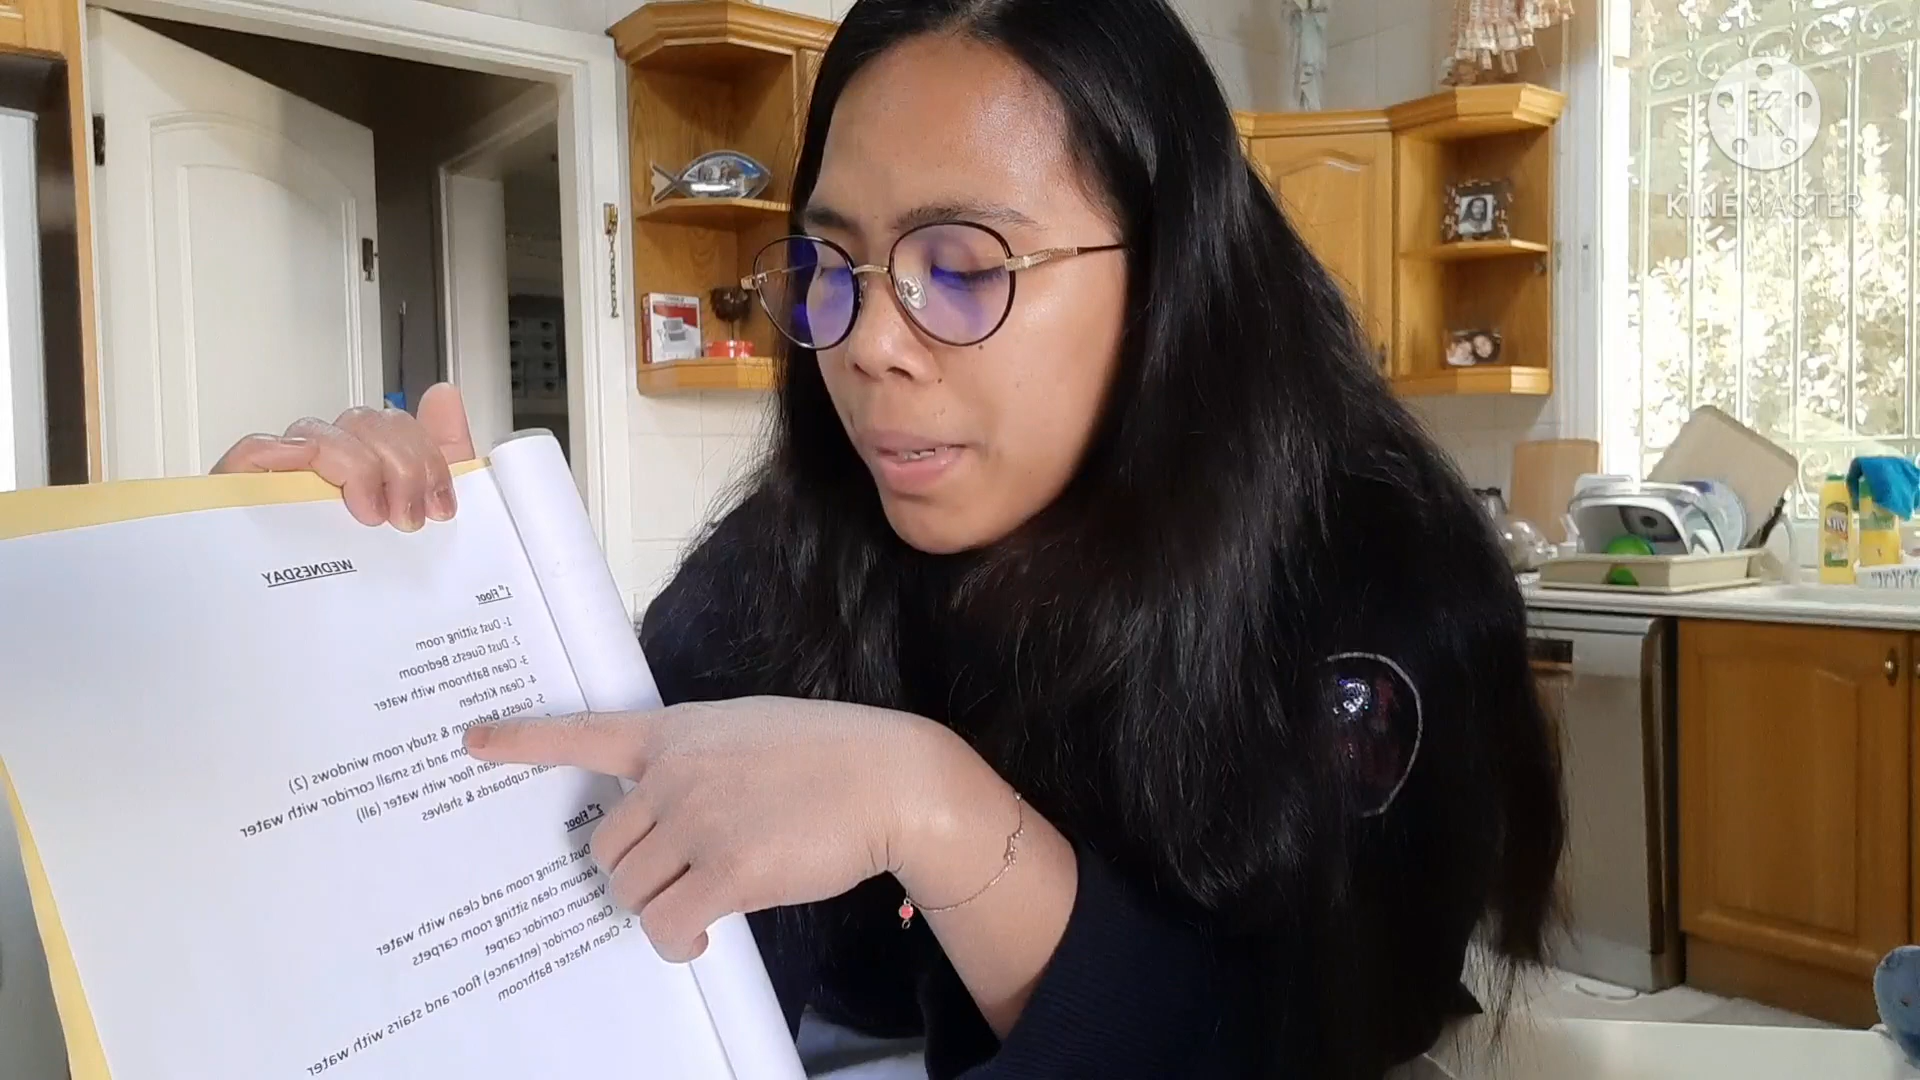 WEDNESDAY
1st Floor
1- Dust sitting room
2- Dust Guests Bedroom
3- Clean Bathroom with water
4- Clean Kitchen
5- Guests Bedroom & study room windows (2)
and its small corridor with water
floor with water (all)
cupboards & shelves
2nd Floor
Dust Sitting room and clean with water
Vacuum clean sitting room carpets
Vacuum corridor carpet
Clean corridor (entrance) floor and stairs with water
5. Clean Master Bathroom
K
KINEMASTER